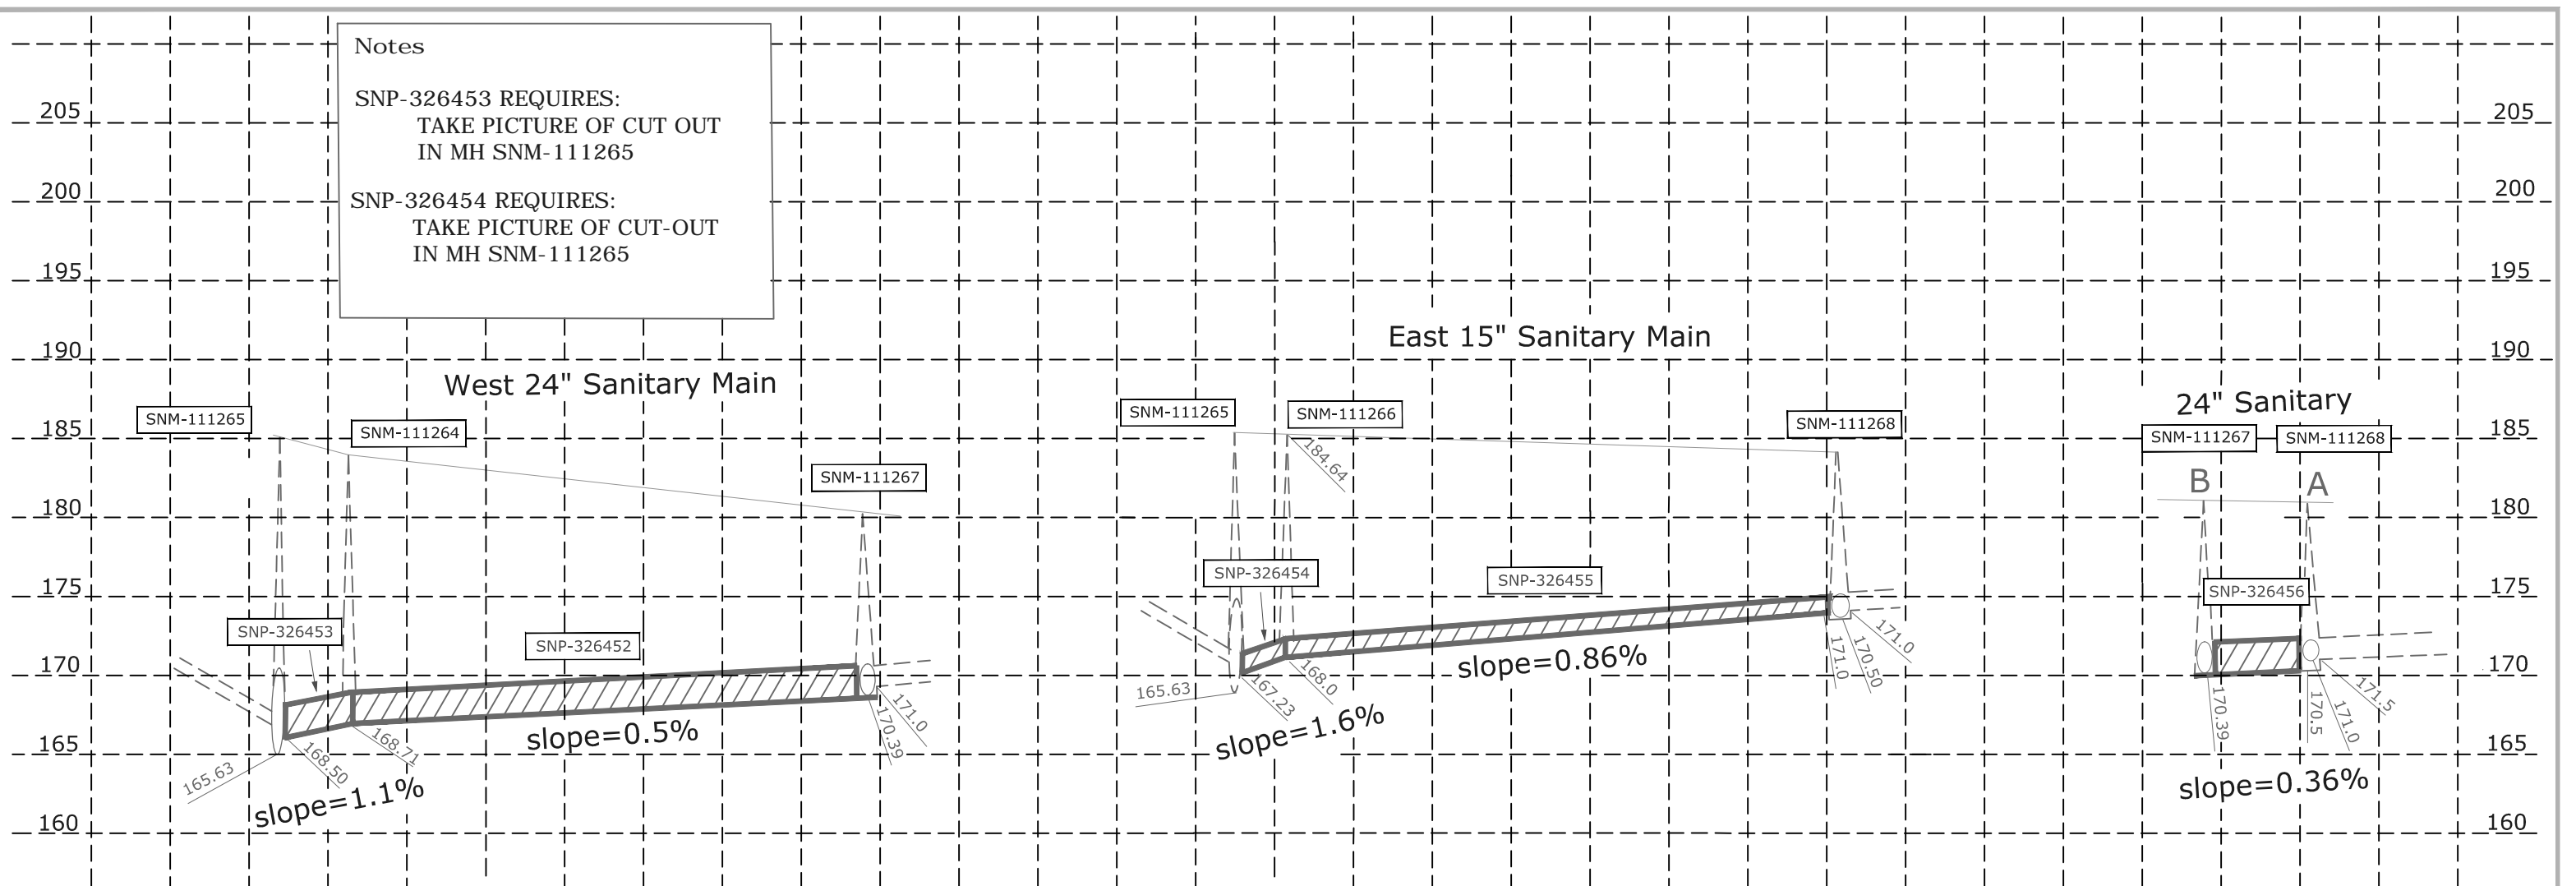 Notes
SNP-326453 REQUIRES:
TAKE PICTURE OF CUT OUT
IN MH SNM-111265
SNP-326454 REQUIRES:
TAKE PICTURE OF CUT-OUT
IN MH SNM-111265
205
200
195
190
185
180
175
170
165
160
West 24" Sanitary Main
SNM-111265
SNM-111264
SNM-111267
SNP-326453
SNP-326452
165.63
168.50
168.71
170.39
171.0
slope=1.1%
slope=0.5%
East 15" Sanitary Main
SNM-111265
SNM-111266
SNM-111268
184.64
SNP-326454
SNP-326455
165.63
167.23
168.0
171.0
170.50
171.0
slope=1.6%
slope=0.86%
24" Sanitary
SNM-111267
SNM-111268
B
A
SNP-326456
170.39
170.5
171.0
171.5
slope=0.36%
205
200
195
190
185
180
175
170
165
160